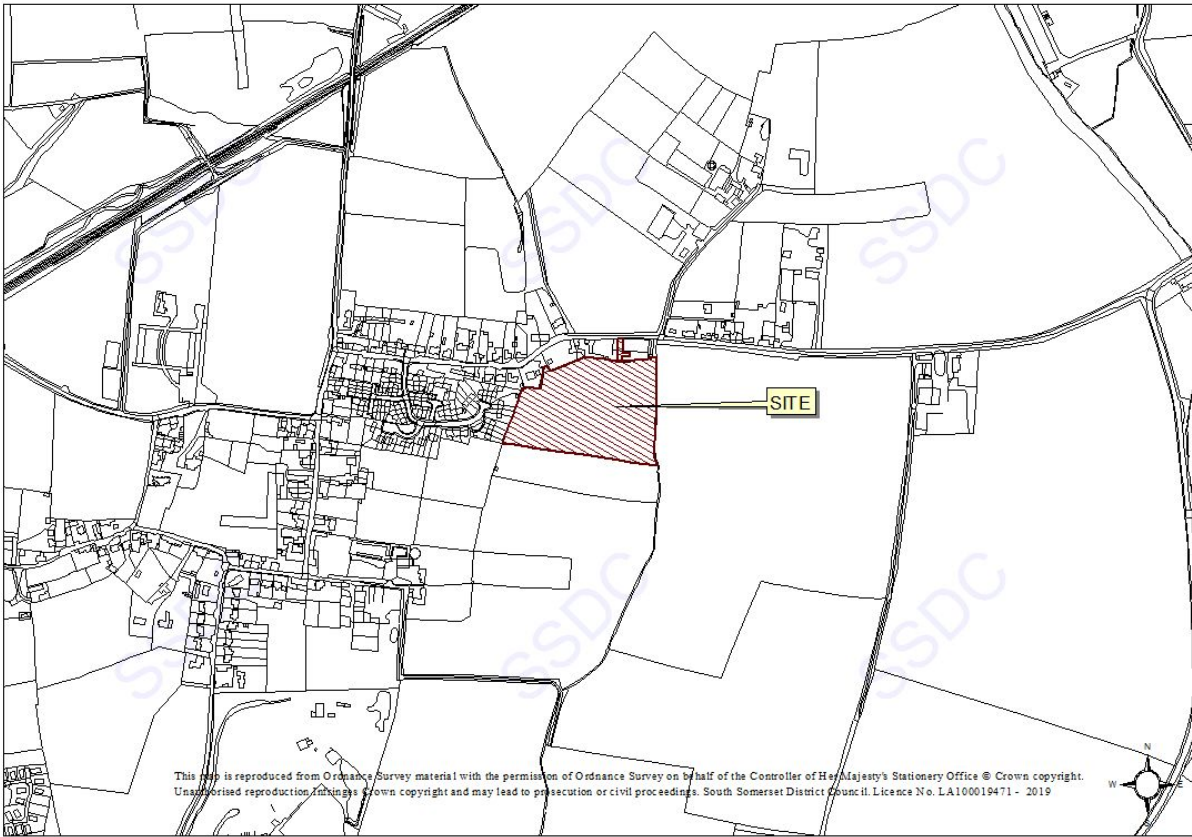 SSDC
SSDC
SSDC
SITE
SSDC
SSDC
SSDC
This map is reproduced from Ordnance Survey material with the permission of Ordnance Survey on behalf of the Controller of Her Majesty's Stationery Office © Crown copyright.
Unauthorised reproduction infringes Crown copyright and may lead to prosecution or civil proceedings. South Somerset District Council. Licence No. LA100019471 - 2019
N
W E